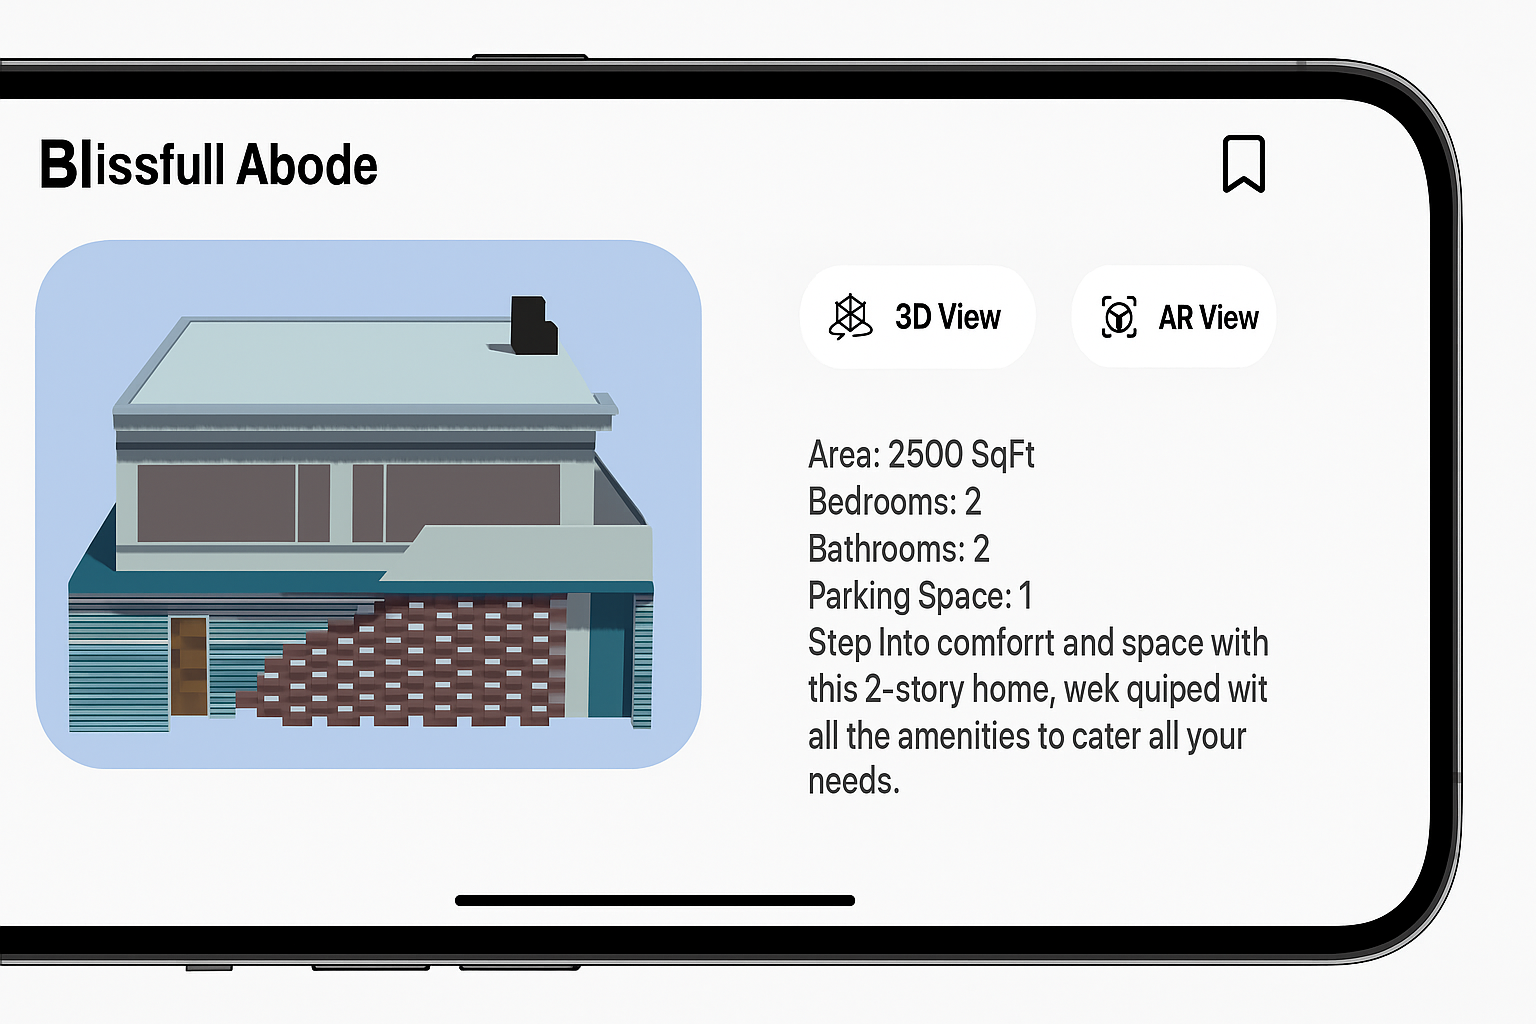 Blissfull Abode
3D View
AR View
Area: 2500 SqFt
Bedrooms: 2
Bathrooms: 2
Parking Space: 1
Step Into comforrt and space with
this 2-story home, wek quiped wit
all the amenities to cater all your
needs.